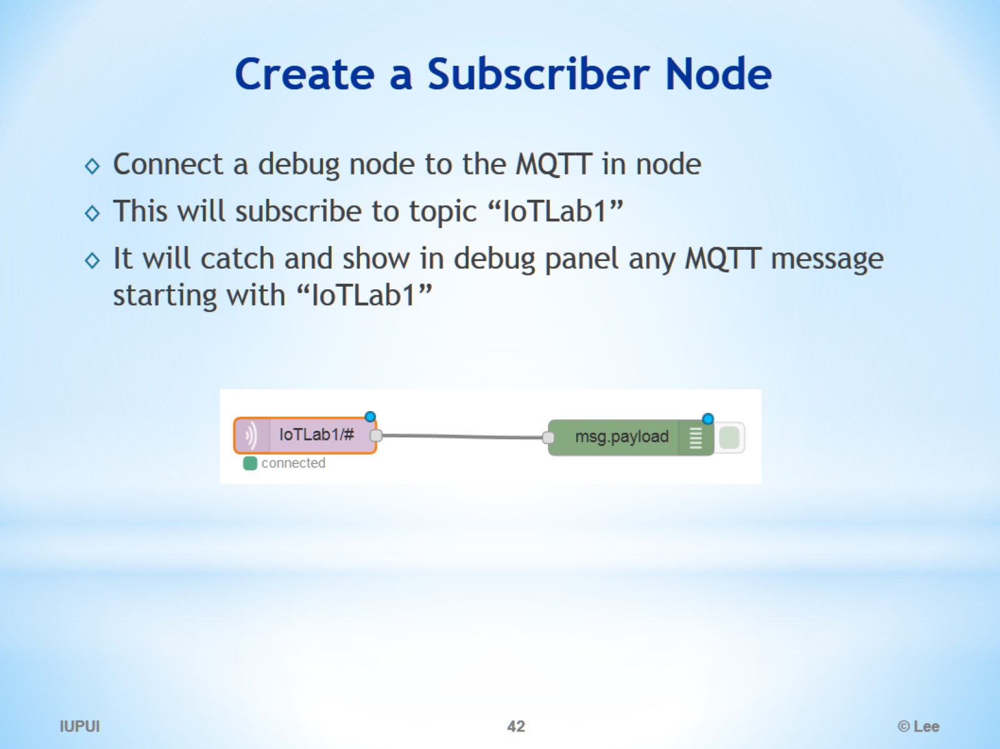 Create a Subscriber Node
◇ Connect a debug node to the MQTT in node
◇ This will subscribe to topic “IoTLab1”
◇ It will catch and show in debug panel any MQTT message
starting with “IoTLab1”
IoTLab1/#
msg.payload
connected
IUPUI
42
© Lee